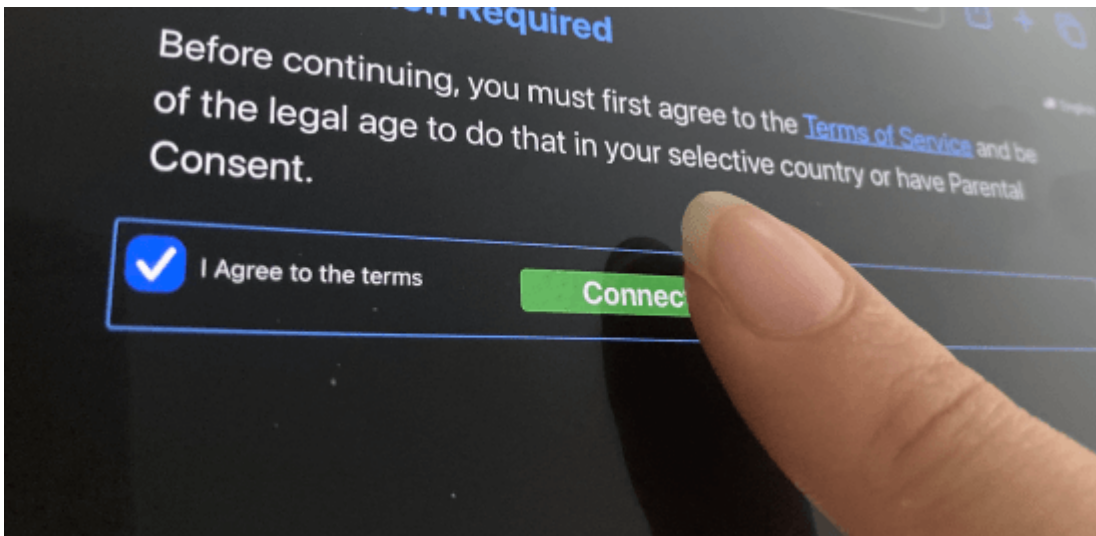 Required
Before continuing, you must first agree to the Terms of Service and be
of the legal age to do that in your selective country or have Parental
Consent.
I Agree to the terms
Connect